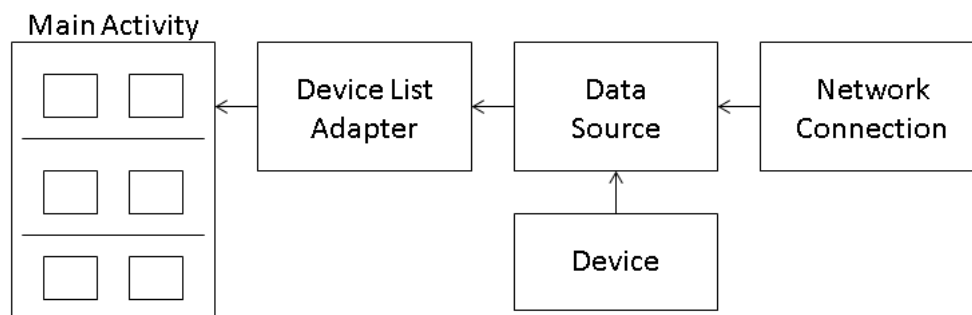 Main Activity
Device List
Adapter
Data
Source
Network
Connection
Device